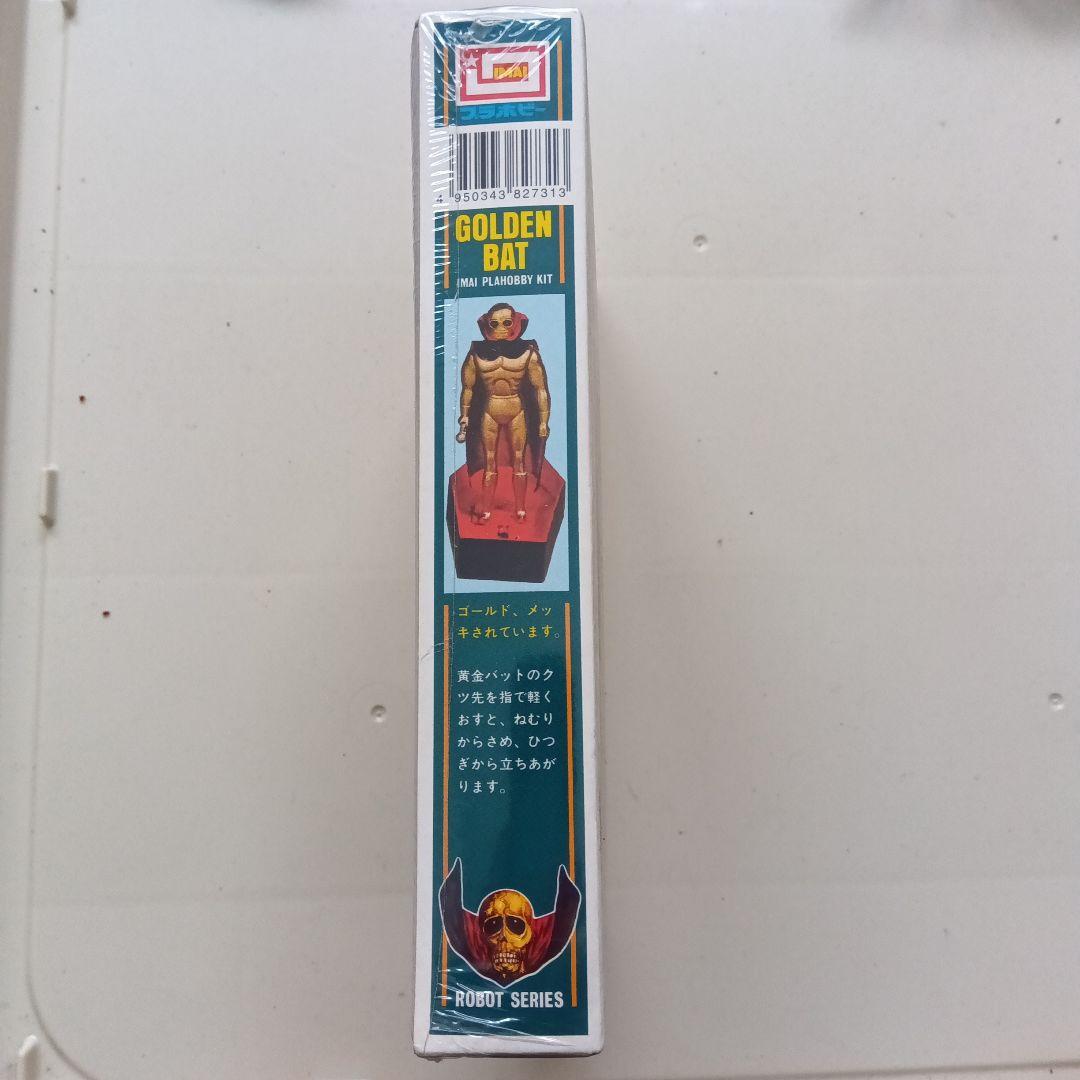 IMAI
プラホビー
4 950343 827313
GOLDEN
BAT
IMAI PLAHOBBY KIT
ゴールド、メッ
キされています。
黄金バットのク
ツ先を指で軽く
おすと、ねむり
からさめ、ひつ
ぎから立ちあが
ります。
ROBOT SERIES